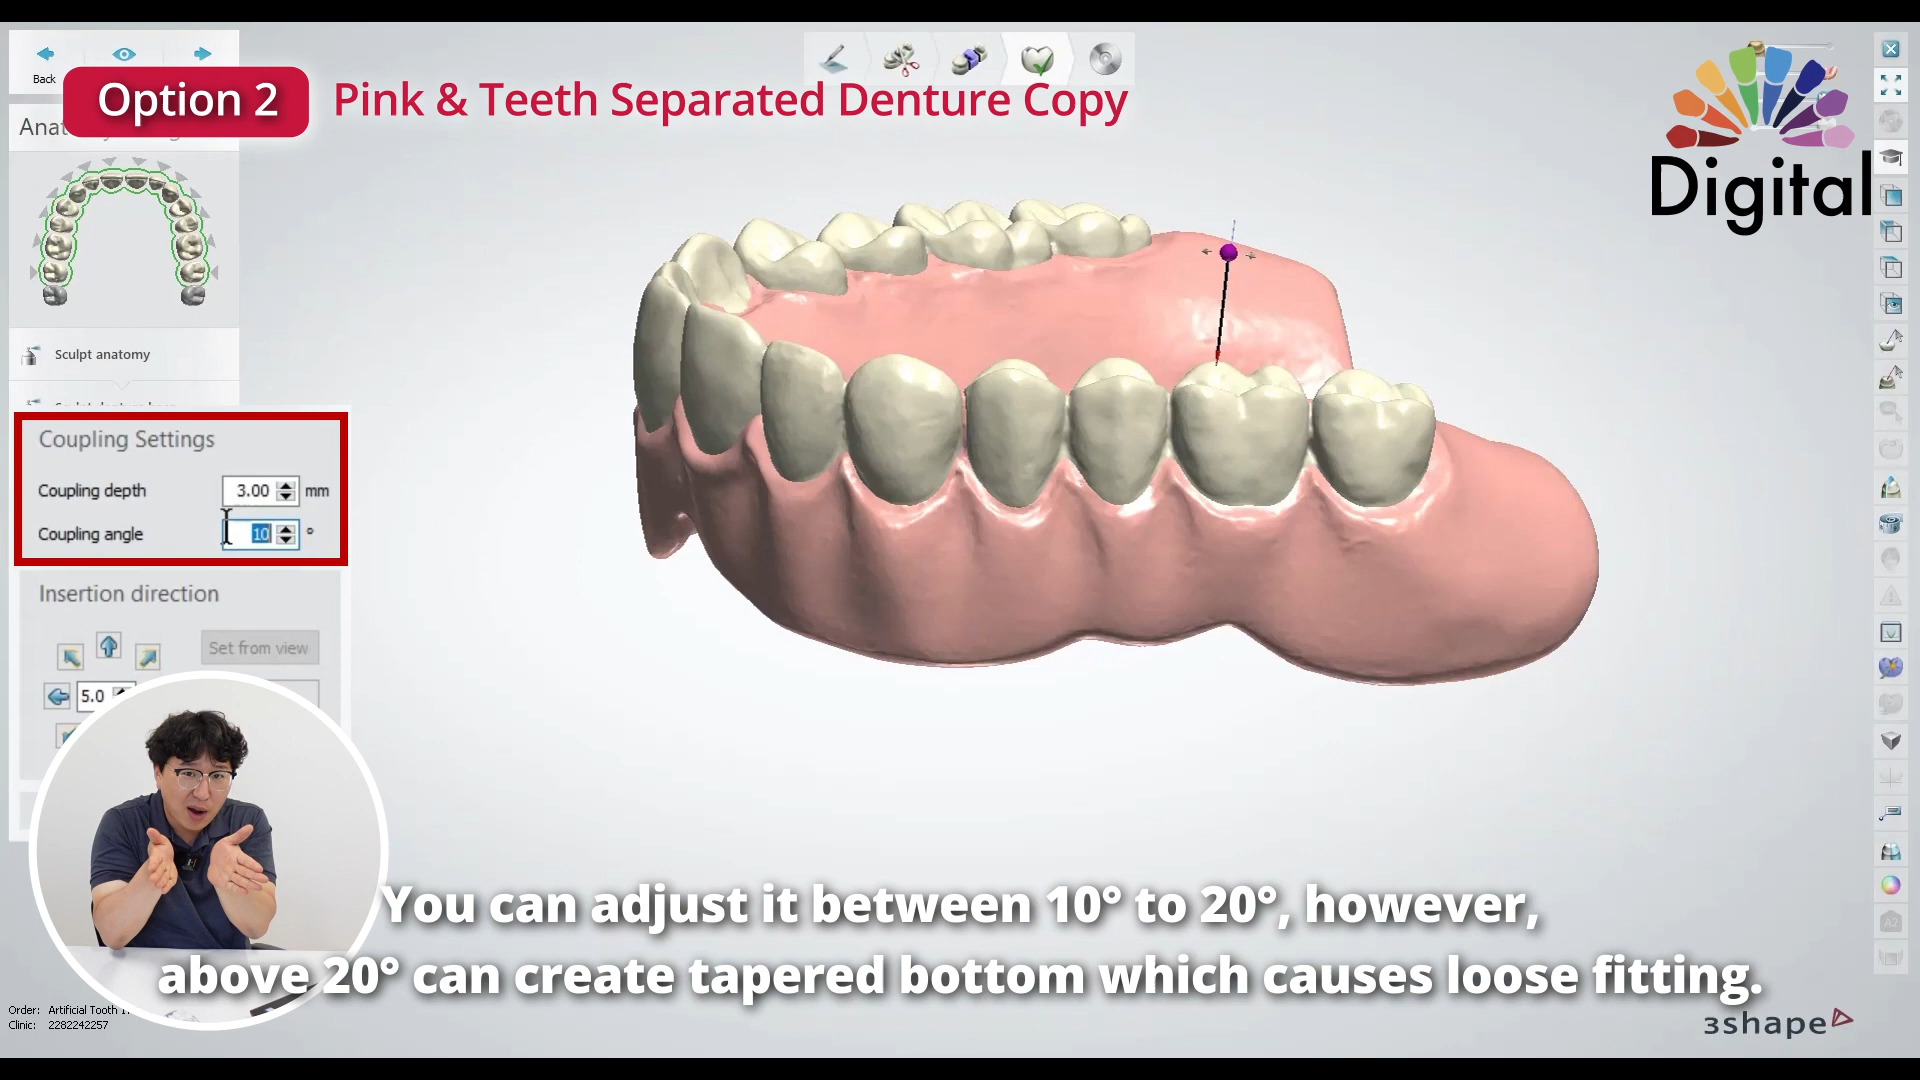 Back
Option 2
Pink & Teeth Separated Denture Copy
Digital
Sculpt anatomy
Coupling Settings
Coupling depth 3.00 mm
Coupling angle 10 °
Insertion direction
Set from view
5.0
You can adjust it between 10° to 20°, however,
above 20° can create tapered bottom which causes loose fitting.
Order: Artificial Tooth
Clinic: 2282242257
3shape